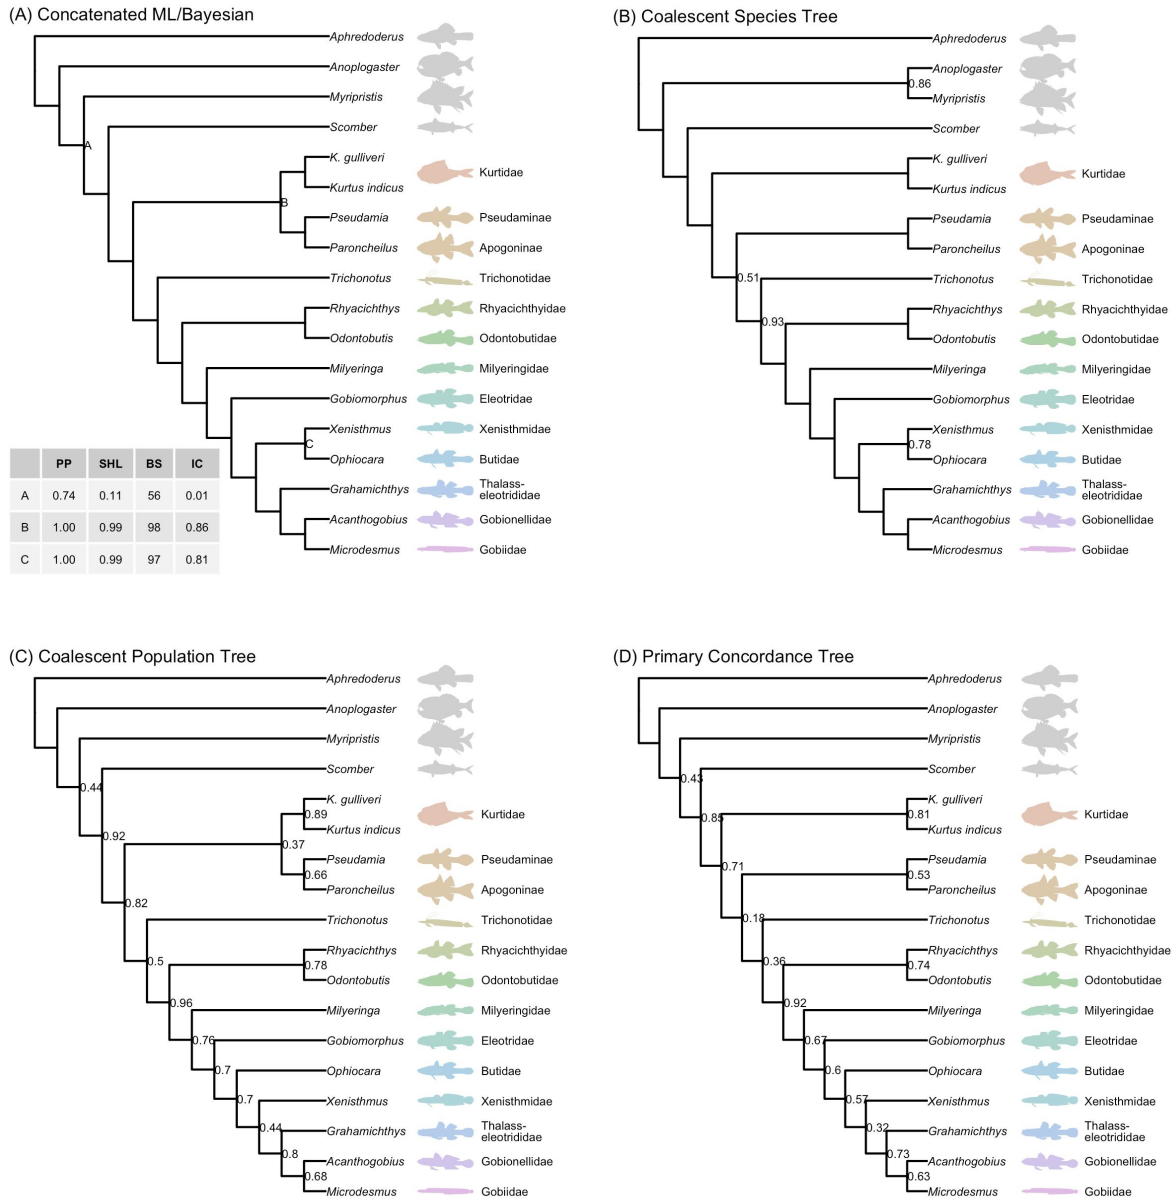 (A) Concatenated ML/Bayesian
Aphredoderus
Anoplogaster
Myripristis
A
Scomber
K. gulliveri
Kurtidae
Kurtus indicus
B
Pseudamia Pseudaminae
Paroncheilus Apogoninae
Trichonotus Trichonotidae
Rhyacichthys Rhyacichthyidae
Odontobutis Odontobutidae
Milyeringa Milyeringidae
Gobiomorphus Eleotridae
Xenisthmus Xenisthmidae
C
Ophiocara Butidae
Grahamichthys Thalass-
eleotrididae
Acanthogobius Gobionellidae
Microdesmus Gobiidae
PP SHL BS IC
A 0.74 0.11 56 0.01
B 1.00 0.99 98 0.86
C 1.00 0.99 97 0.81
(B) Coalescent Species Tree
Aphredoderus
Anoplogaster
0.86
Myripristis
Scomber
K. gulliveri
Kurtidae
Kurtus indicus
Pseudamia Pseudaminae
Paroncheilus Apogoninae
0.51
Trichonotus Trichonotidae
Rhyacichthys Rhyacichthyidae
0.93
Odontobutis Odontobutidae
Milyeringa Milyeringidae
Gobiomorphus Eleotridae
Xenisthmus Xenisthmidae
0.78
Ophiocara Butidae
Grahamichthys Thalass-
eleotrididae
Acanthogobius Gobionellidae
Microdesmus Gobiidae
(C) Coalescent Population Tree
Aphredoderus
Anoplogaster
Myripristis
Scomber
0.44
K. gulliveri
0.89
Kurtidae
Kurtus indicus
0.92
0.37
Pseudamia Pseudaminae
0.66
Paroncheilus Apogoninae
0.82
Trichonotus Trichonotidae
Rhyacichthys Rhyacichthyidae
0.5
0.78
Odontobutis Odontobutidae
0.96
Milyeringa Milyeringidae
0.76
Gobiomorphus Eleotridae
0.7
Ophiocara Butidae
0.7
Xenisthmus Xenisthmidae
0.44
Grahamichthys Thalass-
eleotrididae
0.8
Acanthogobius Gobionellidae
0.68
Microdesmus Gobiidae
(D) Primary Concordance Tree
Aphredoderus
Anoplogaster
Myripristis
Scomber
0.43
K. gulliveri
0.81
Kurtidae
0.85
Kurtus indicus
Pseudamia Pseudaminae
0.71
0.53
Paroncheilus Apogoninae
0.18
Trichonotus Trichonotidae
Rhyacichthys Rhyacichthyidae
0.36
0.74
Odontobutis Odontobutidae
0.92
Milyeringa Milyeringidae
0.67
Gobiomorphus Eleotridae
0.6
Ophiocara Butidae
0.57
Xenisthmus Xenisthmidae
0.32
Grahamichthys Thalass-
eleotrididae
0.73
Acanthogobius Gobionellidae
0.63
Microdesmus Gobiidae